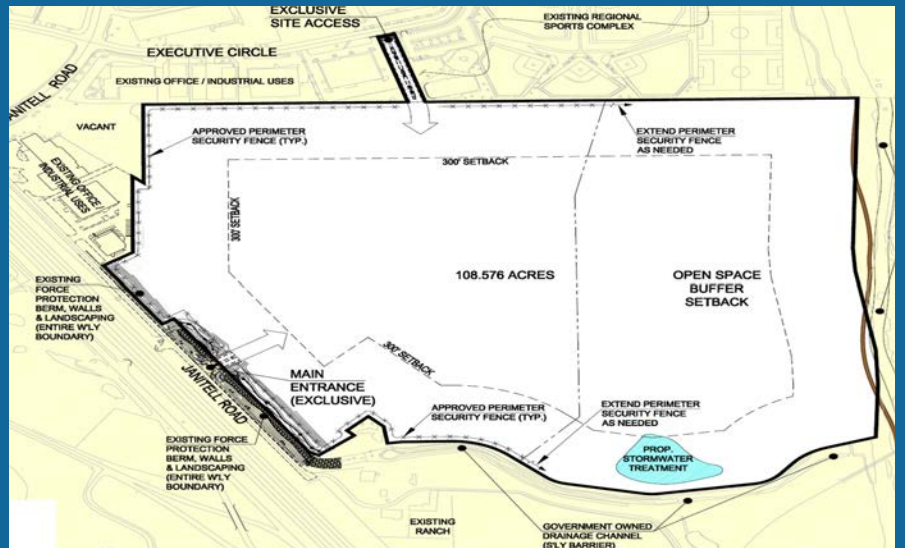 EXCLUSIVE
SITE ACCESS
EXISTING REGIONAL
SPORTS COMPLEX
EXECUTIVE CIRCLE
EXISTING OFFICE / INDUSTRIAL USES
JANITELL ROAD
VACANT
APPROVED PERIMETER
SECURITY FENCE (TYP.)
EXTEND PERIMETER
SECURITY FENCE
AS NEEDED
300' SETBACK
EXISTING OFFICE /
INDUSTRIAL USES
300' SETBACK
108.576 ACRES
OPEN SPACE
BUFFER
SETBACK
EXISTING
FORCE
PROTECTION
BERM, WALLS
& LANDSCAPING
(ENTIRE W'LY
BOUNDARY)
300' SETBACK
MAIN
ENTRANCE
(EXCLUSIVE)
JANITELL ROAD
APPROVED PERIMETER
SECURITY FENCE (TYP.)
EXTEND PERIMETER
SECURITY FENCE
AS NEEDED
EXISTING FORCE
PROTECTION
BERM, WALLS
& LANDSCAPING
(ENTIRE W'LY
BOUNDARY)
PROP.
STORMWATER
TREATMENT
EXISTING
RANCH
GOVERNMENT OWNED
DRAINAGE CHANNEL
(S'LY BARRIER)